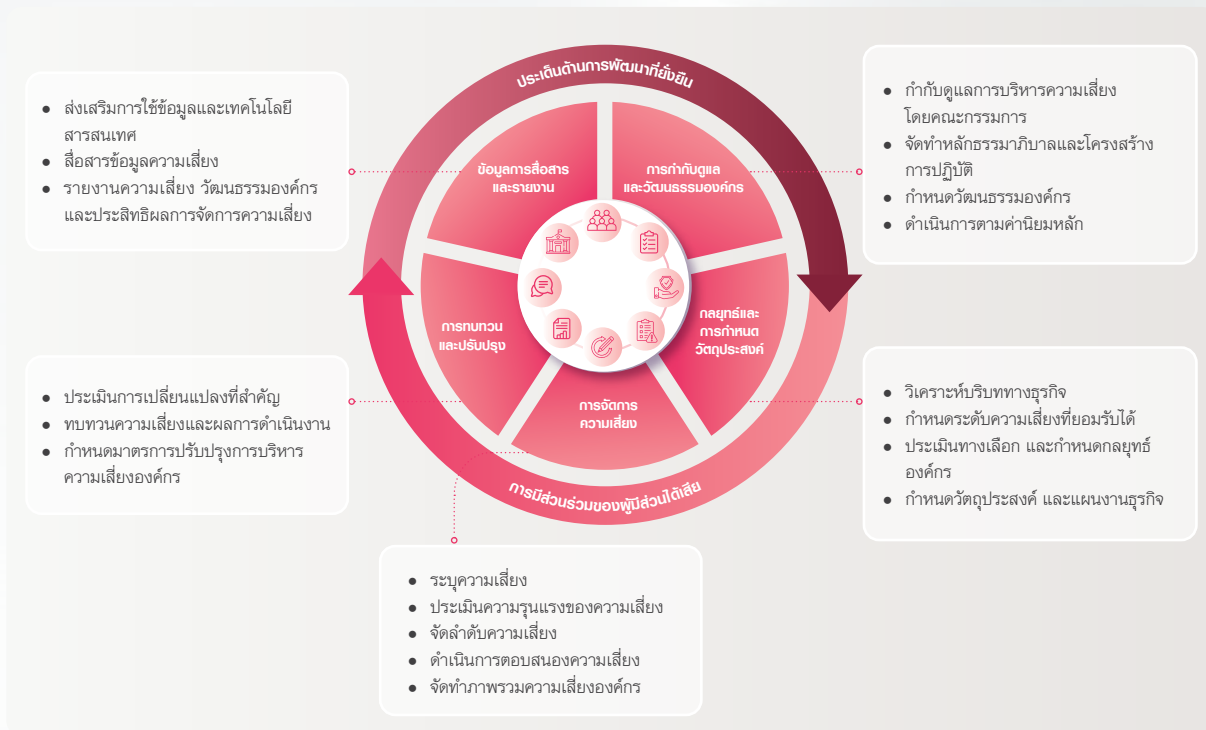 ประเด็นด้านการพัฒนาที่ยั่งยืน
● ส่งเสริมการใช้ข้อมูลและเทคโนโลยี
สารสนเทศ
● สื่อสารข้อมูลความเสี่ยง
● รายงานความเสี่ยง วัฒนธรรมองค์กร
และประสิทธิผลการจัดการความเสี่ยง
ข้อมูลการสื่อสาร
และรายงาน
การกำกับดูแล
และวัฒนธรรมองค์กร
● กำกับดูแลการบริหารความเสี่ยง
โดยคณะกรรมการ
● จัดทำหลักธรรมาภิบาลและโครงสร้าง
การปฏิบัติ
● กำหนดวัฒนธรรมองค์กร
● ดำเนินการตามค่านิยมหลัก
การทบทวน
และปรับปรุง
กลยุทธ์และ
การกำหนด
วัตถุประสงค์
● ประเมินการเปลี่ยนแปลงที่สำคัญ
● ทบทวนความเสี่ยงและผลการดำเนินงาน
● กำหนดมาตรการปรับปรุงการบริหาร
ความเสี่ยงองค์กร
การจัดการ
ความเสี่ยง
● วิเคราะห์บริบททางธุรกิจ
● กำหนดระดับความเสี่ยงที่ยอมรับได้
● ประเมินทางเลือก และกำหนดกลยุทธ์
องค์กร
● กำหนดวัตถุประสงค์ และแผนงานธุรกิจ
การมีส่วนร่วมของผู้มีส่วนได้เสีย
● ระบุความเสี่ยง
● ประเมินความรุนแรงของความเสี่ยง
● จัดลำดับความเสี่ยง
● ดำเนินการตอบสนองความเสี่ยง
● จัดทำภาพรวมความเสี่ยงองค์กร